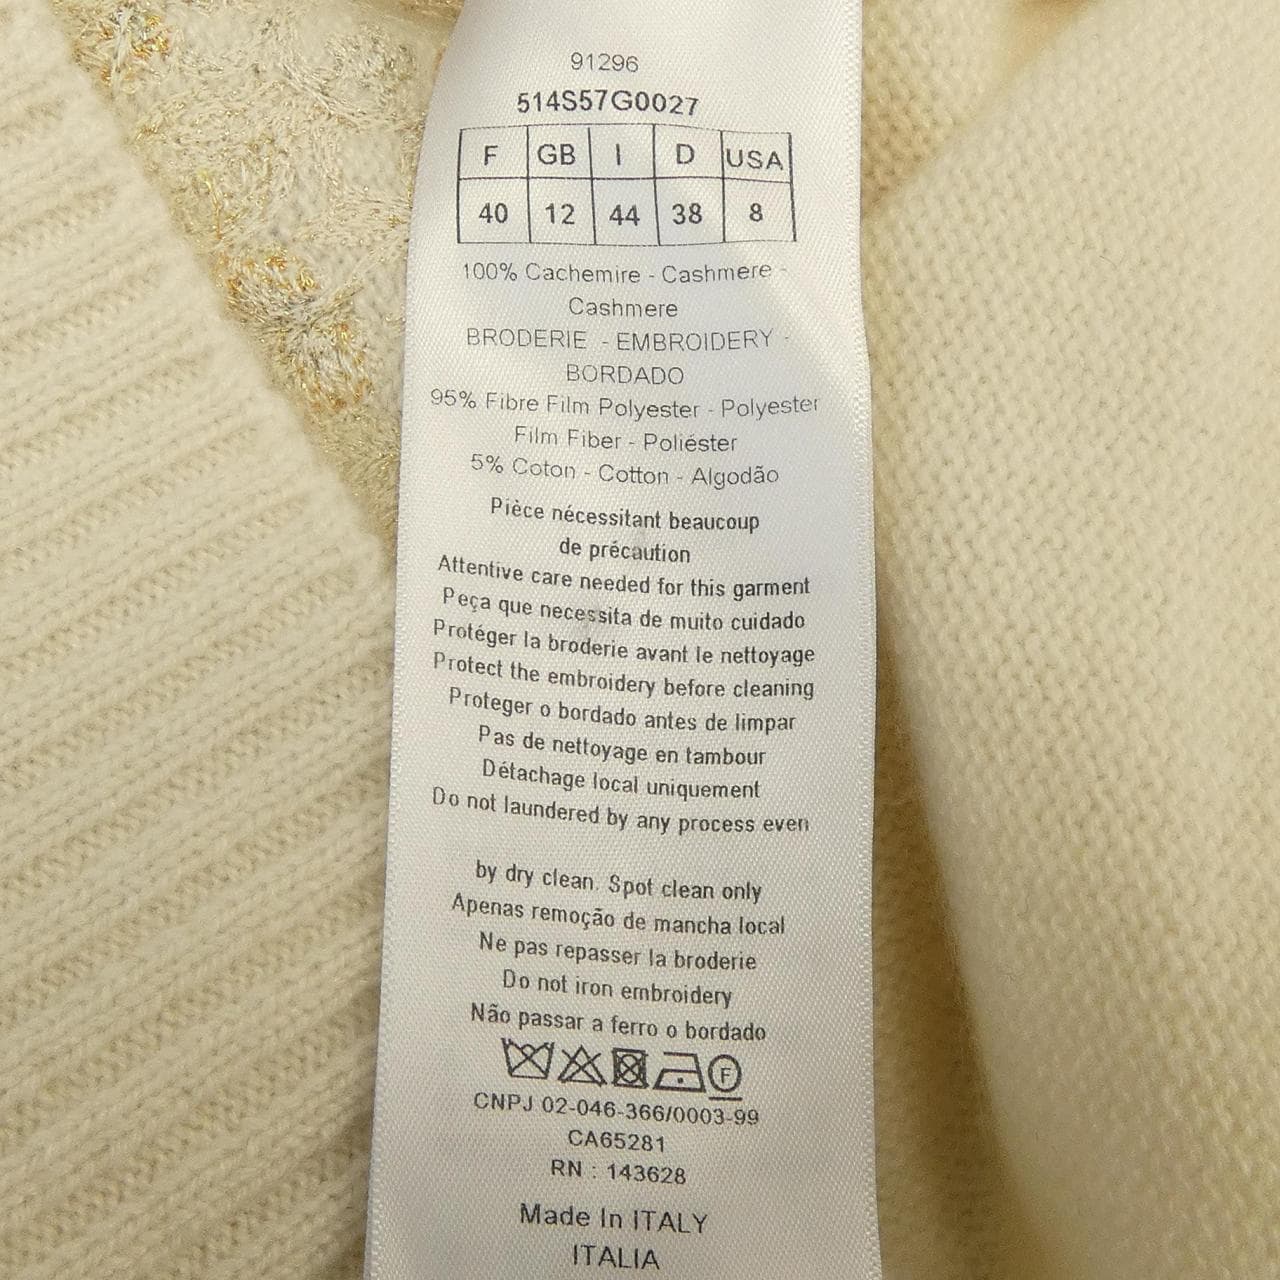 91296
514S57G0027
F GB I D USA
40 12 44 38 8
100% Cachemire - Cashmere -
Cashmere
BRODERIE - EMBROIDERY -
BORDADO
95% Fibre Film Polyester - Polyester
Film Fiber - Poliéster
5% Coton - Cotton - Algodão
Pièce nécessitant beaucoup
de précaution
Attentive care needed for this garment
Peça que necessita de muito cuidado
Protéger la broderie avant le nettoyage
Protect the embroidery before cleaning
Proteger o bordado antes de limpar
Pas de nettoyage en tambour
Détachage local uniquement
Do not laundered by any process even
by dry clean. Spot clean only
Apenas remoção de mancha local
Ne pas repasser la broderie
Do not iron embroidery
Não passar a ferro o bordado
F
CNPJ 02-046-366/0003-99
CA65281
RN : 143628
Made In ITALY
ITALIA